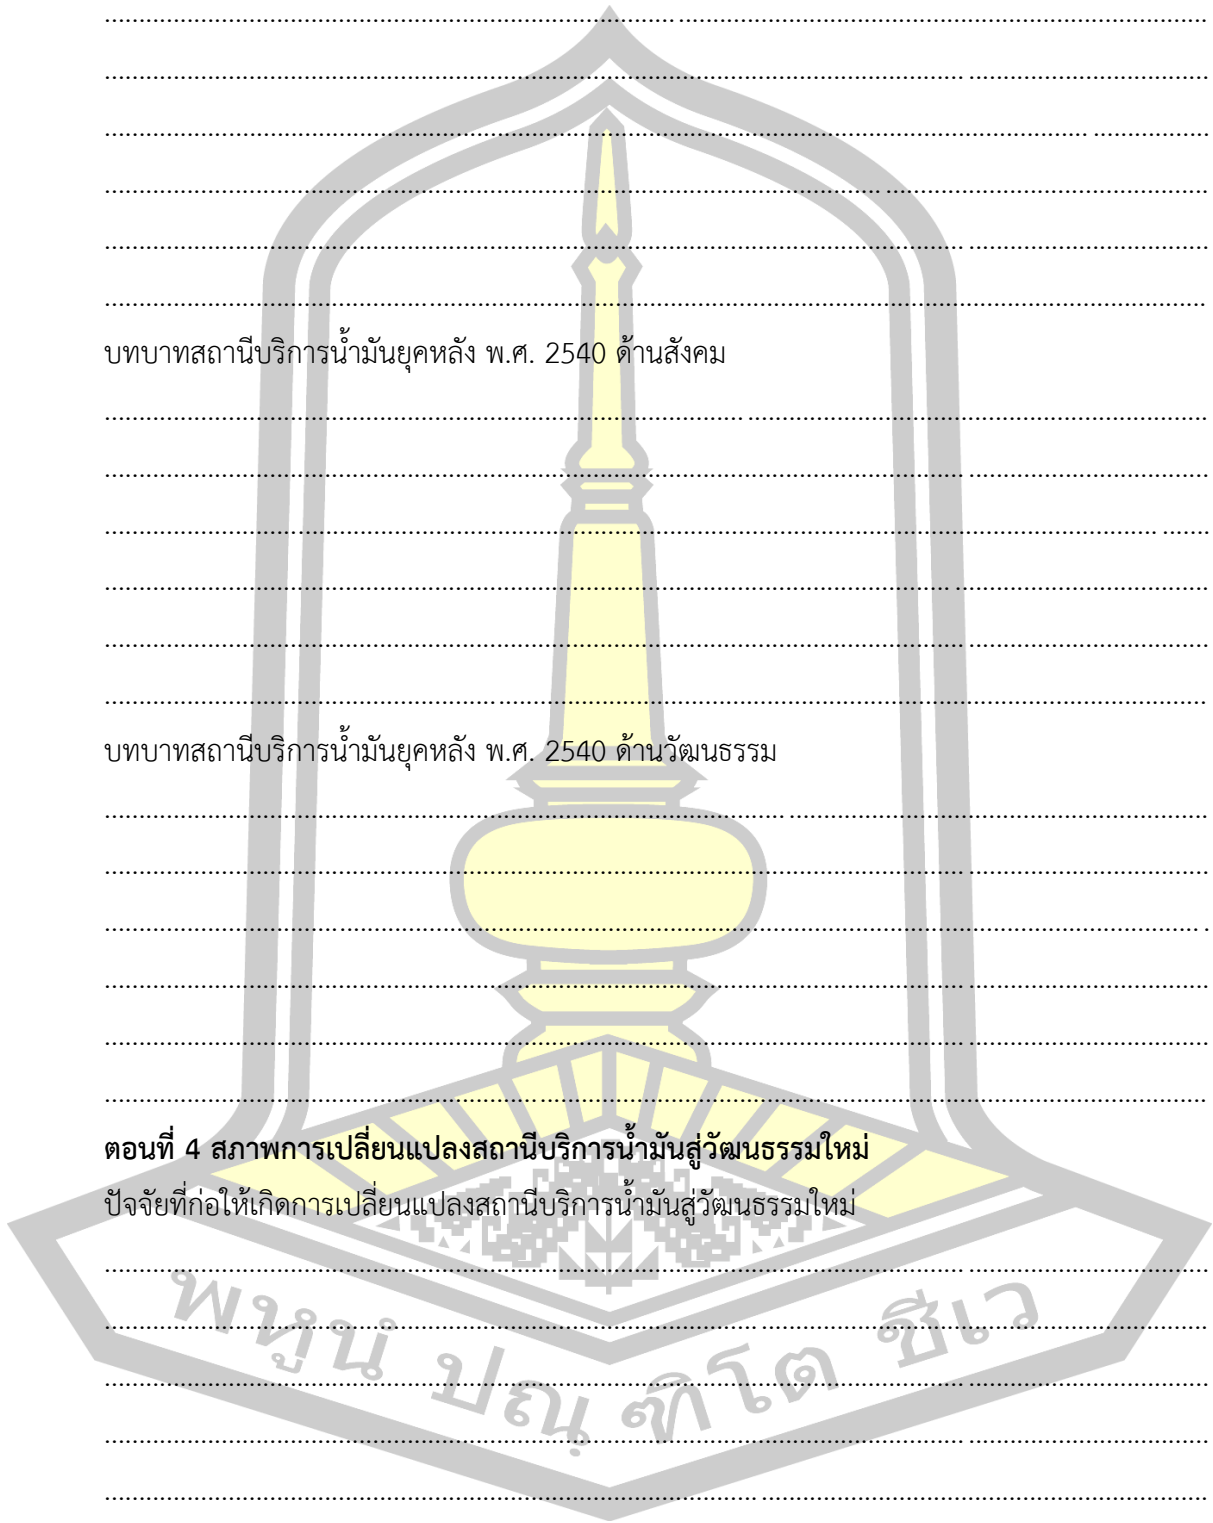 บทบาทสถานีบริการน้ำมันยุคหลัง พ.ศ. 2540 ด้านสังคม
บทบาทสถานีบริการน้ำมันยุคหลัง พ.ศ. 2540 ด้านวัฒนธรรม
ตอนที่ 4 สภาพการเปลี่ยนแปลงสถานีบริการน้ำมันสู่วัฒนธรรมใหม่
ปัจจัยที่ก่อให้เกิดการเปลี่ยนแปลงสถานีบริการน้ำมันสู่วัฒนธรรมใหม่
พหูนํ ปณฺฑิโต ชีเว